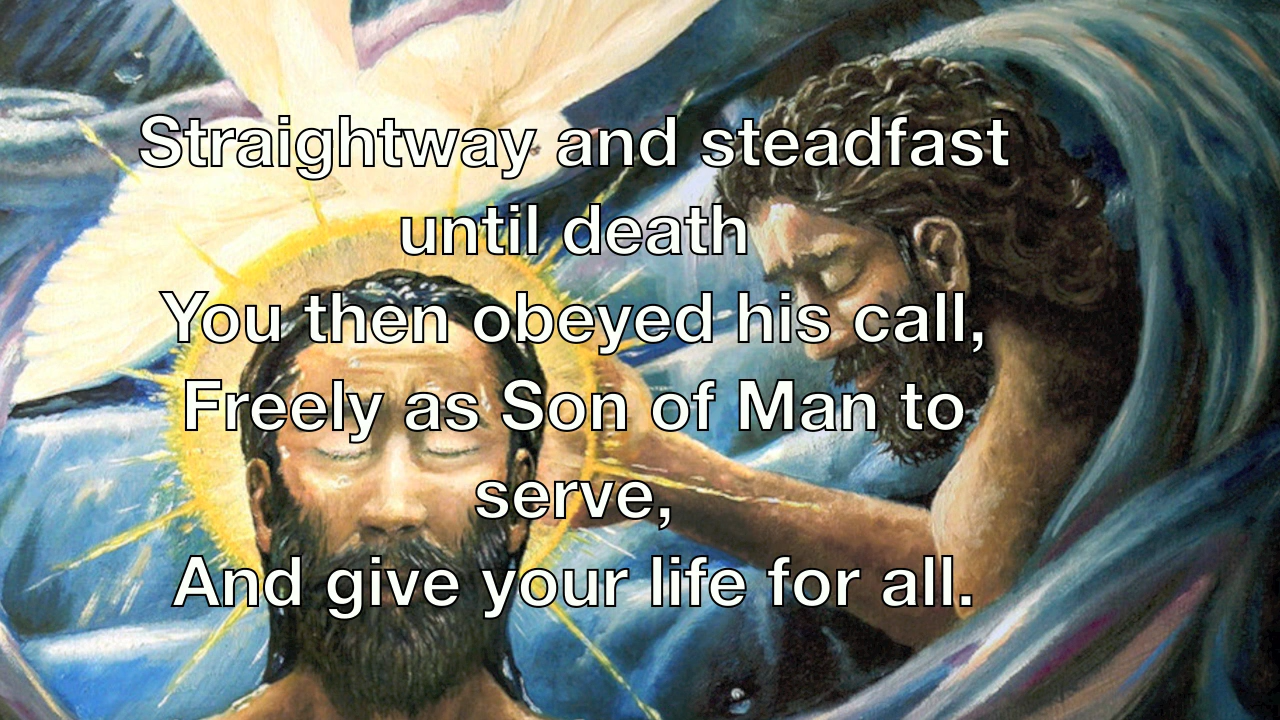 Straightway and steadfast
until death
You then obeyed his call,
Freely as Son of Man to
serve,
And give your life for all.